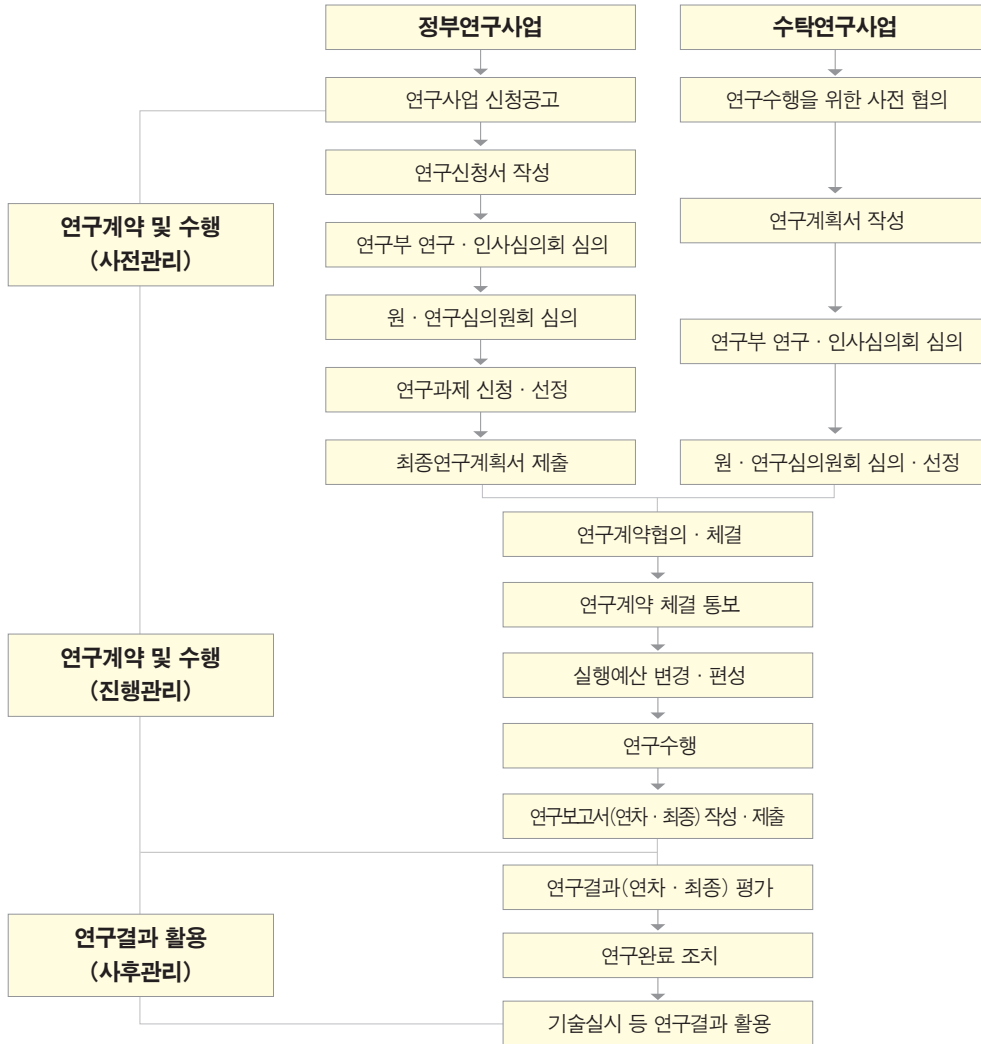 정부연구사업
수탁연구사업
연구사업 신청공고
연구수행을 위한 사전 협의
연구신청서 작성
연구계약 및 수행
(사전관리)
연구계획서 작성
연구부 연구 · 인사심의회 심의
원 · 연구심의원회 심의
연구부 연구 · 인사심의회 심의
연구과제 신청 · 선정
최종연구계획서 제출
원 · 연구심의원회 심의 · 선정
연구계약협의 · 체결
연구계약 체결 통보
연구계약 및 수행
(진행관리)
실행예산 변경 · 편성
연구수행
연구보고서(연차 · 최종) 작성 · 제출
연구결과(연차 · 최종) 평가
연구결과 활용
(사후관리)
연구완료 조치
기술실시 등 연구결과 활용